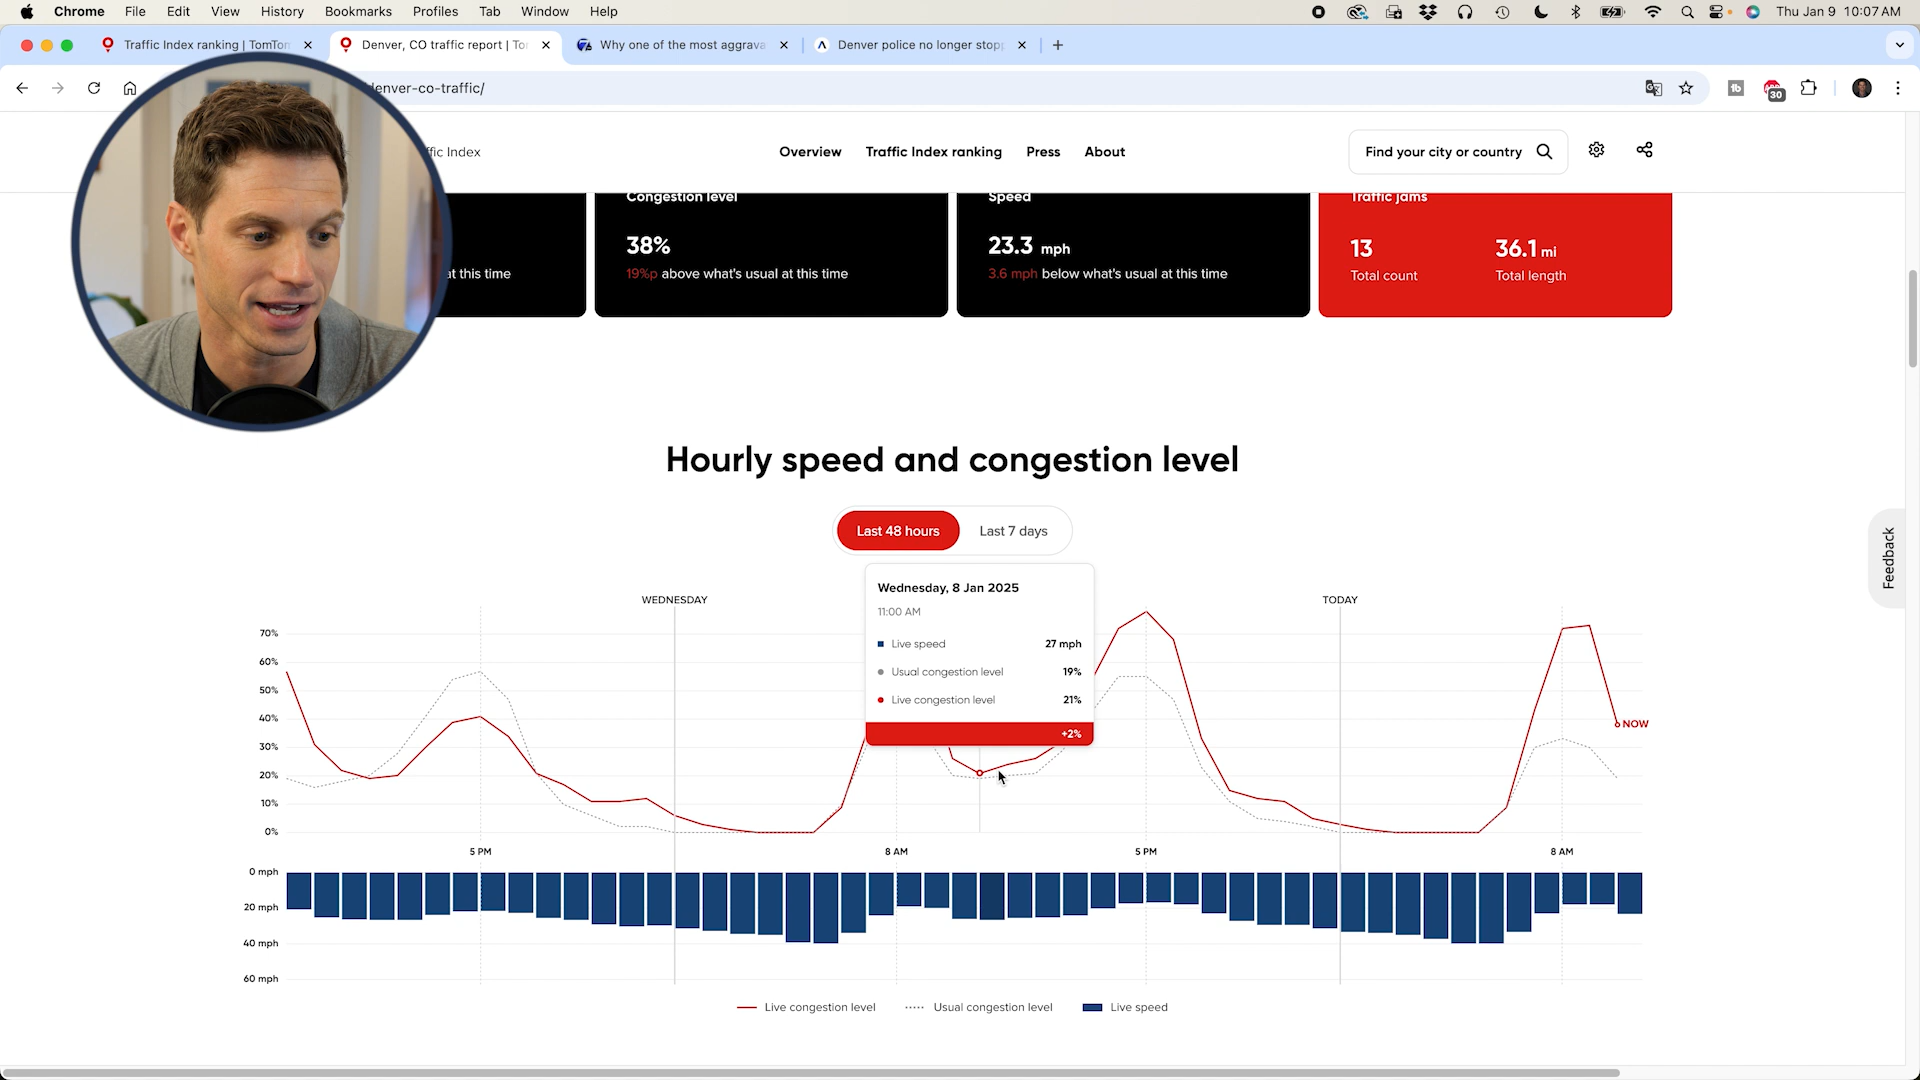 Chrome File Edit View History Bookmarks Profiles Tab Window Help Thu Jan 9 10:07 AM
Traffic Index ranking | TomTom
Denver, CO traffic report | To
Why one of the most aggrava
Denver police no longer stopp
denver-co-traffic/
30
ffic Index
Overview Traffic Index ranking Press About
Find your city or country
Congestion level Speed Traffic jams
38% 23.3 mph 13 36.1 mi
at this time 19%p above what's usual at this time 3.6 mph below what's usual at this time Total count Total length
Hourly speed and congestion level
Last 48 hours Last 7 days
Feedback
Wednesday, 8 Jan 2025
11:00 AM
Live speed 27 mph
Usual congestion level 19%
Live congestion level 21%
+2%
WEDNESDAY TODAY
70%
60%
50%
40%
NOW
30%
20%
10%
0%
5 PM 8 AM 5 PM 8 AM
0 mph
20 mph
40 mph
60 mph
Live congestion level Usual congestion level Live speed